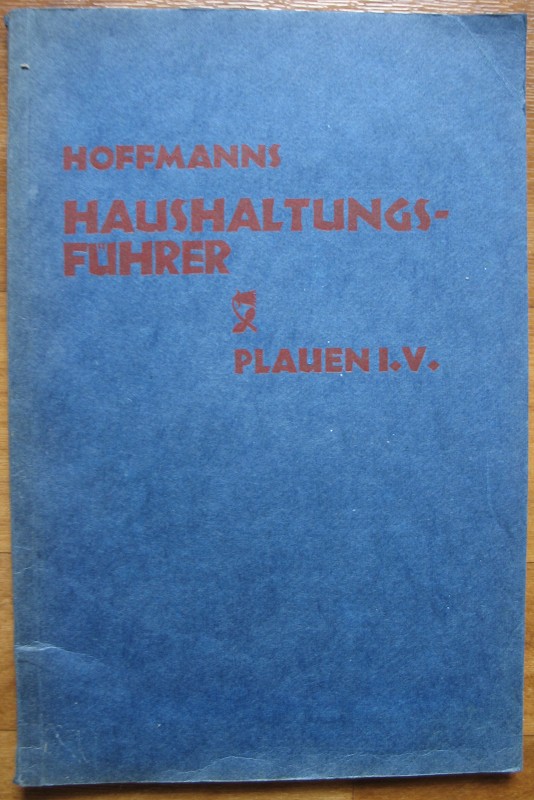 HOFFMANNS
HAUSHALTUNGS-
FÜHRER
PLAUEN I.V.